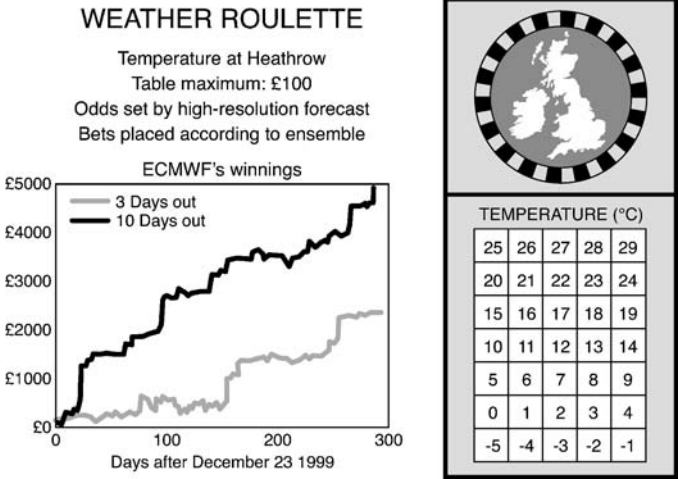 WEATHER ROULETTE
Temperature at Heathrow
Table maximum: £100
Odds set by high-resolution forecast
Bets placed according to ensemble
ECMWF's winnings
3 Days out
10 Days out
£5000
£4000
£3000
£2000
£1000
£0
0 100 200 300
Days after December 23 1999
TEMPERATURE (°C)
25 26 27 28 29
20 21 22 23 24
15 16 17 18 19
10 11 12 13 14
5 6 7 8 9
0 1 2 3 4
-5 -4 -3 -2 -1